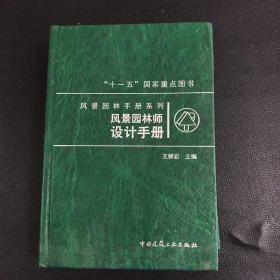 “十一五”国家重点图书
风景园林手册系列
风景园林师
设计手册
王强岩 主编
中国建筑工业出版社